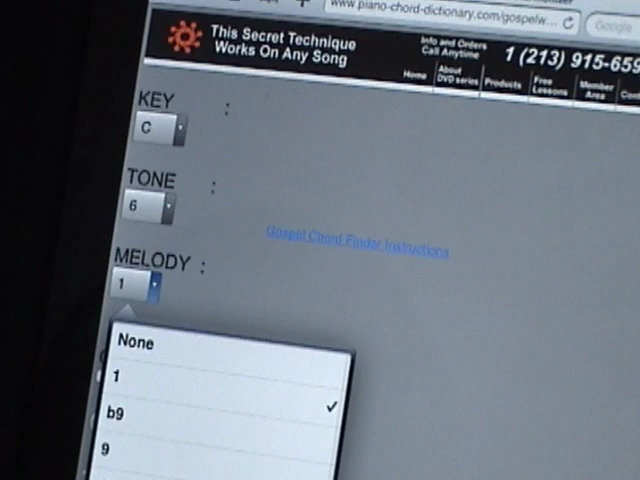 www.piano-chord-dictionary.com/gospelw...
Google
This Secret Technique
Works On Any Song
Info and Orders
Call Anytime
1 (213) 915-659
Home
About
DVD series
Products
Free
Lessons
Member
Area
KEY :
C
TONE :
6
Gospel Chord Finder Instructions
MELODY :
1
None
1
b9
9